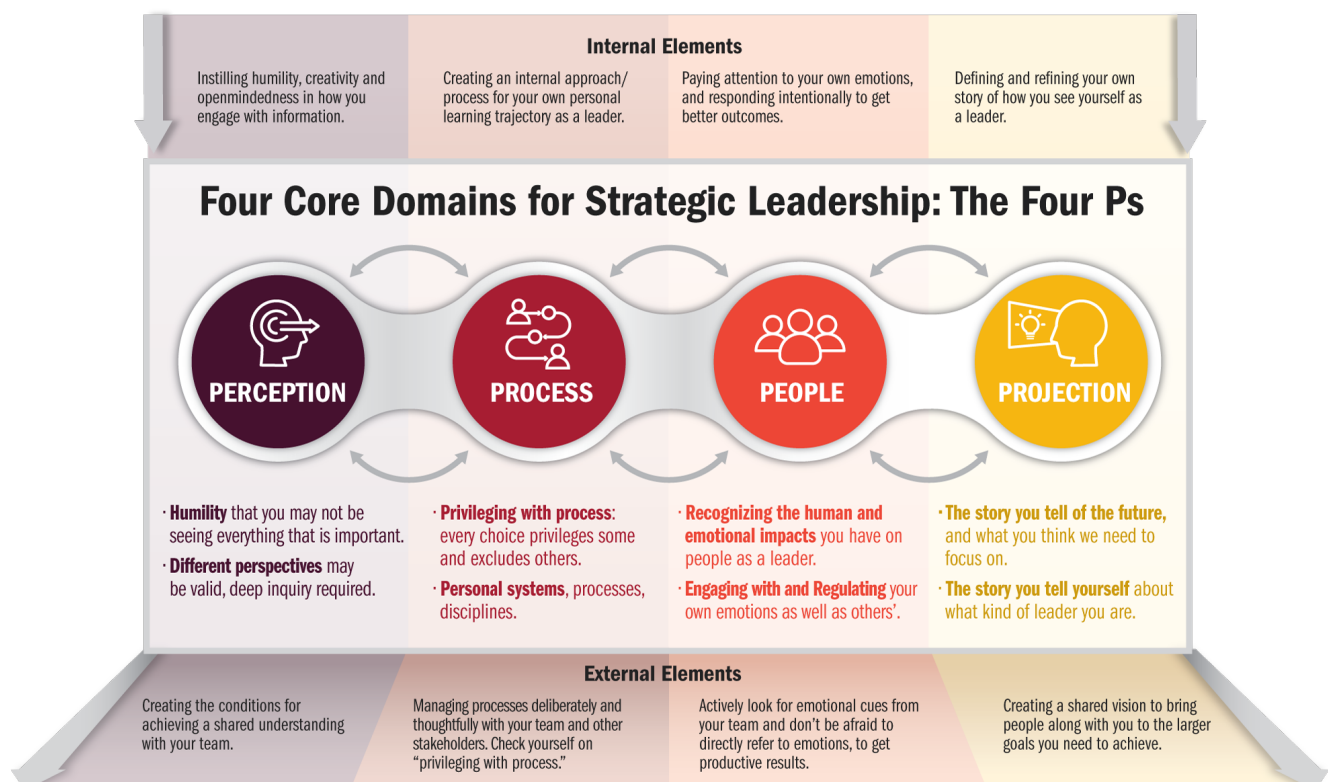 Internal Elements
Instilling humility, creativity and
openmindedness in how you
engage with information.
Creating an internal approach/
process for your own personal
learning trajectory as a leader.
Paying attention to your own emotions,
and responding intentionally to get
better outcomes.
Defining and refining your own
story of how you see yourself as
a leader.
Four Core Domains for Strategic Leadership: The Four Ps
PERCEPTION
PROCESS
PEOPLE
PROJECTION
· Humility that you may not be
seeing everything that is important.
· Different perspectives may
be valid, deep inquiry required.
· Privileging with process:
every choice privileges some
and excludes others.
· Personal systems, processes,
disciplines.
· Recognizing the human and
emotional impacts you have on
people as a leader.
· Engaging with and Regulating your
own emotions as well as others’.
· The story you tell of the future,
and what you think we need to
focus on.
· The story you tell yourself about
what kind of leader you are.
External Elements
Creating the conditions for
achieving a shared understanding
with your team.
Managing processes deliberately and
thoughtfully with your team and other
stakeholders. Check yourself on
“privileging with process.”
Actively look for emotional cues from
your team and don’t be afraid to
directly refer to emotions, to get
productive results.
Creating a shared vision to bring
people along with you to the larger
goals you need to achieve.